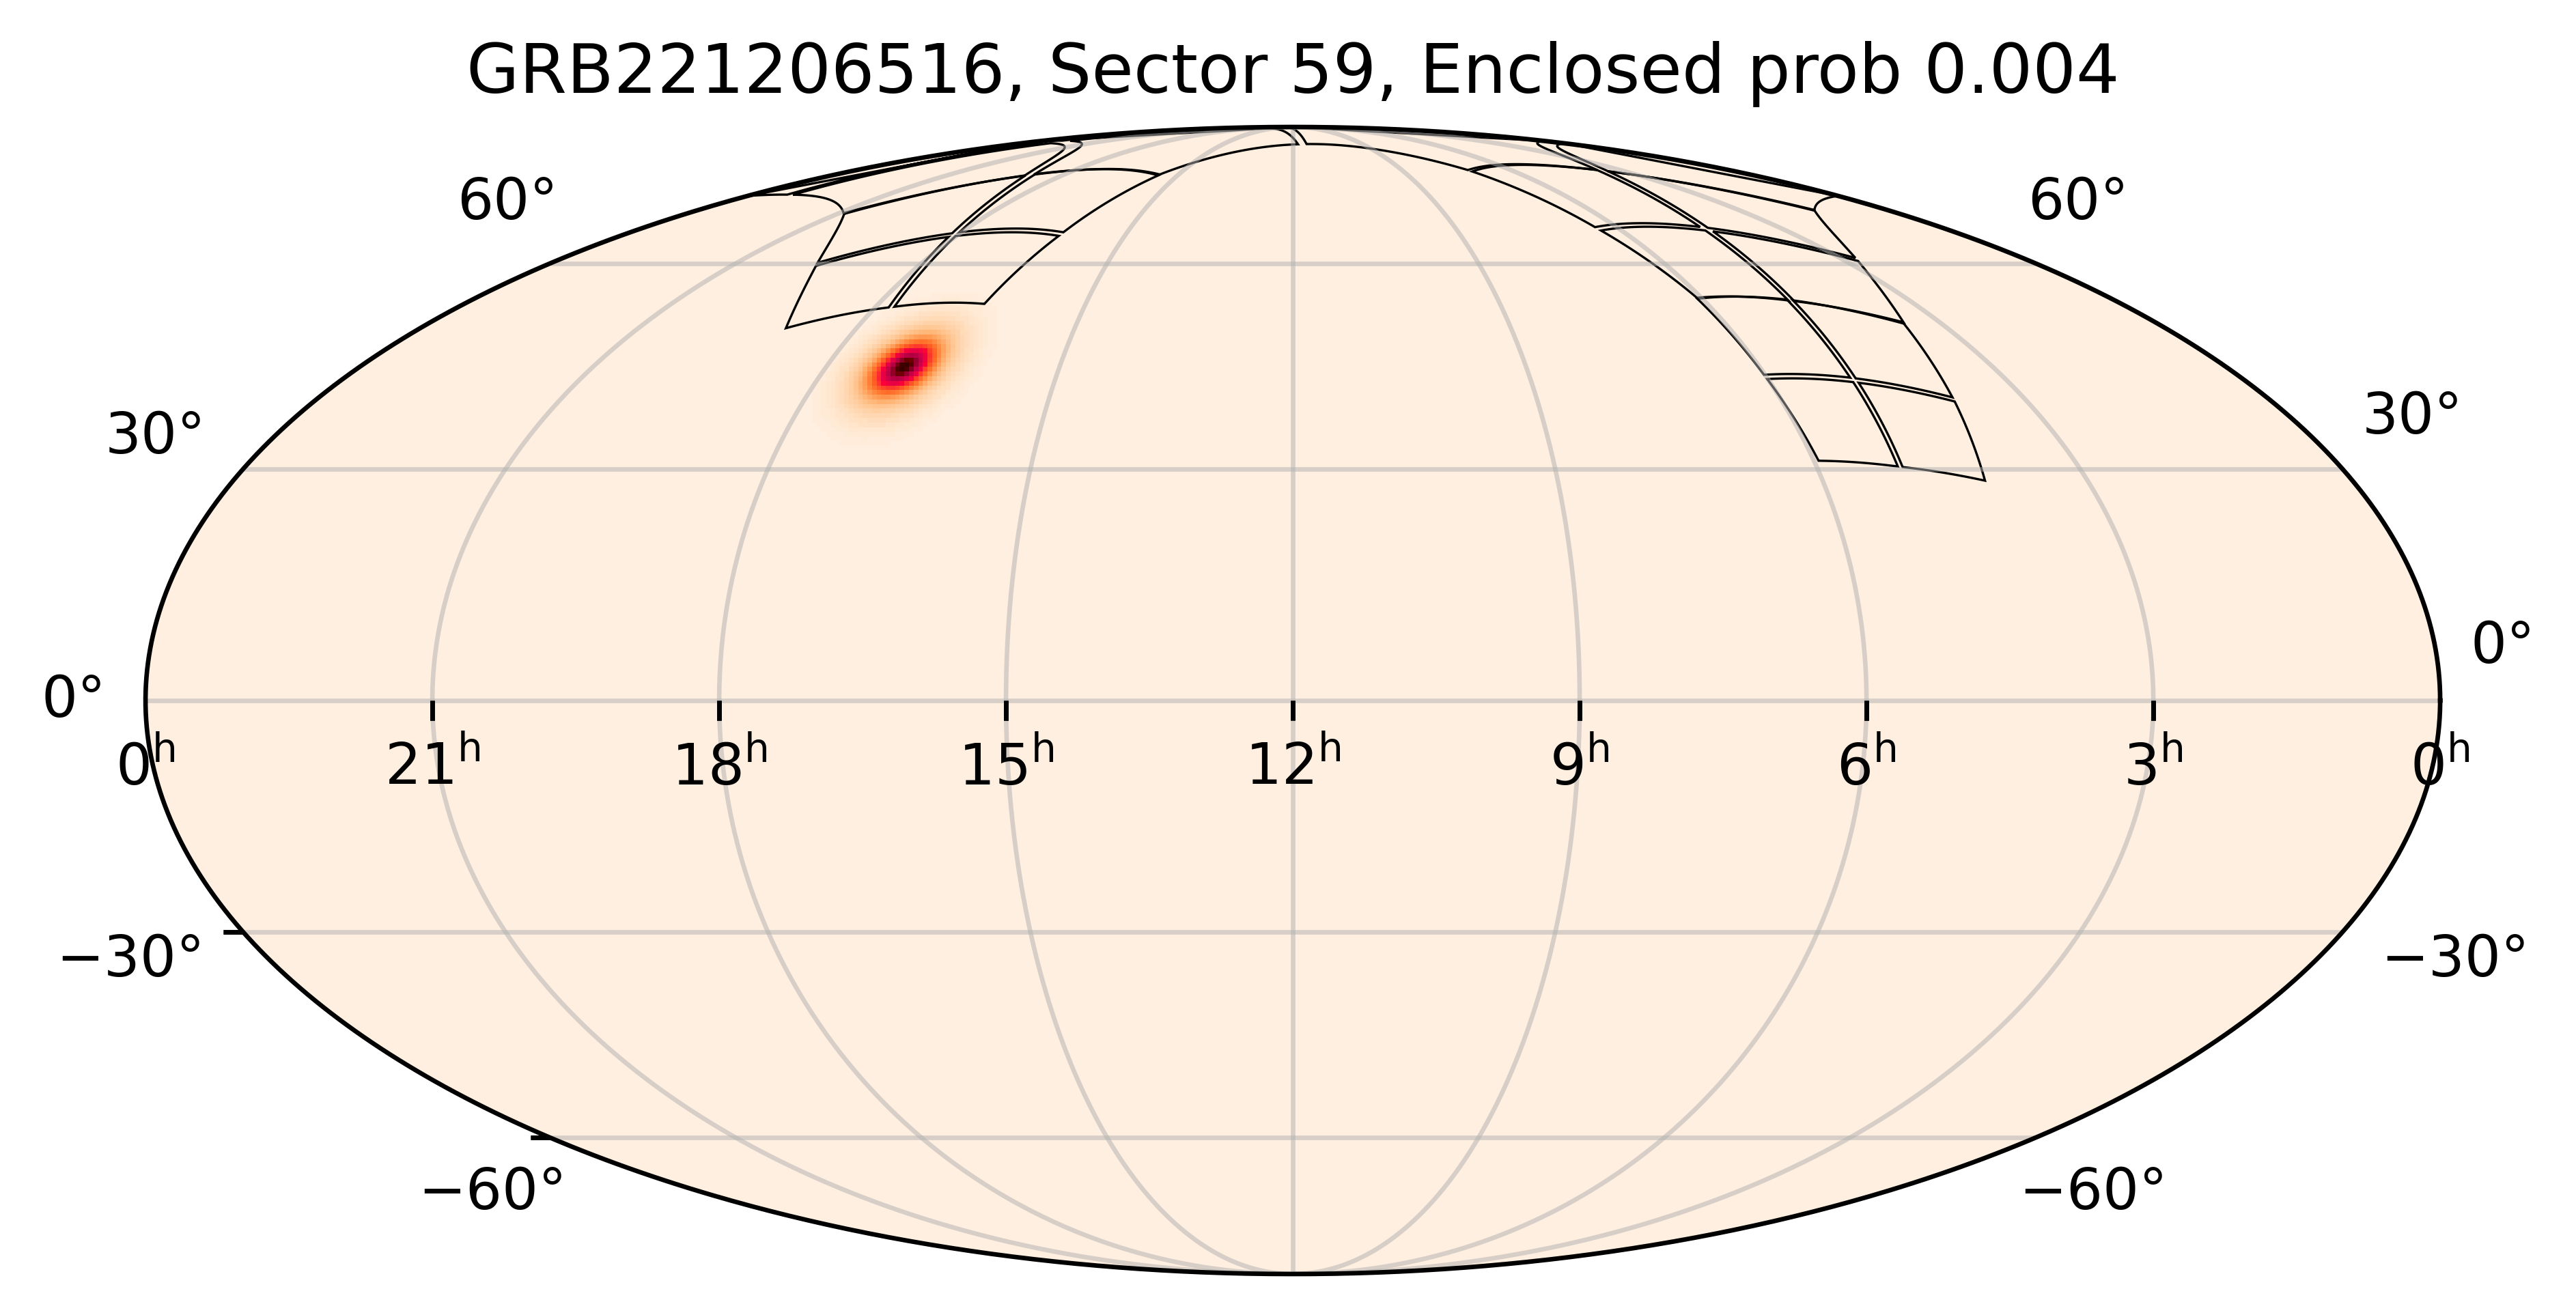 GRB221206516, Sector 59, Enclosed prob 0.004
60° 60°
30° 30°
0° 0°
0h 21h 18h 15h 12h 9h 6h 3h 0h
−30° −30°
−60° −60°